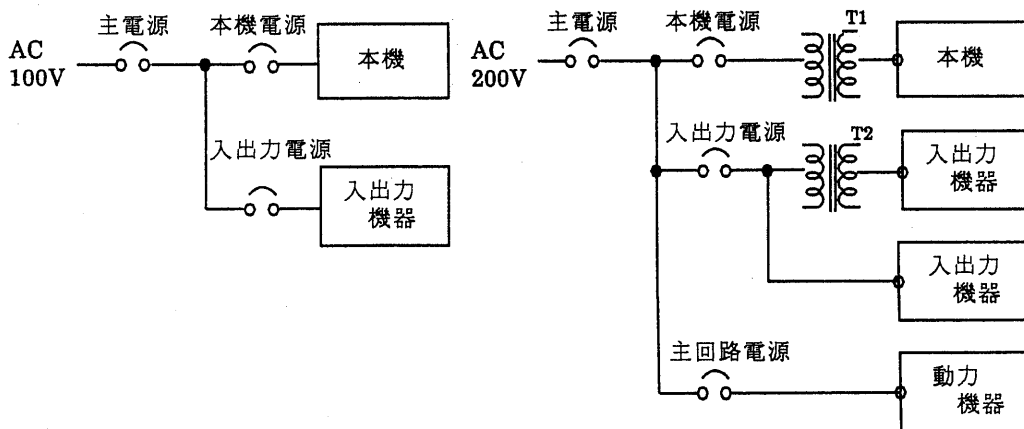 主電源
本機電源
AC
100V
本機
入出力電源
入出力
機器
主電源
本機電源
T1
AC
200V
本機
入出力電源
T2
入出力
機器
入出力
機器
主回路電源
動力
機器